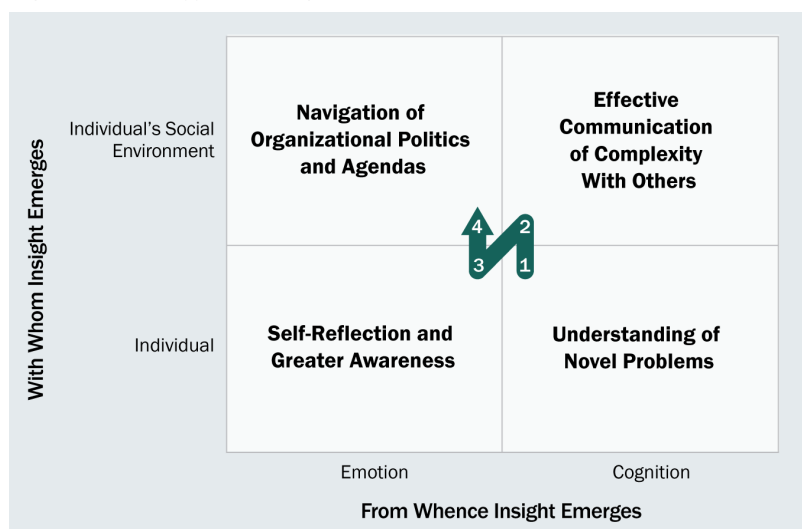 With Whom Insight Emerges
Individual's Social
Environment
Navigation of
Organizational Politics
and Agendas
Effective
Communication
of Complexity
With Others
4
2
3
1
Individual
Self-Reflection and
Greater Awareness
Understanding of
Novel Problems
Emotion
Cognition
From Whence Insight Emerges